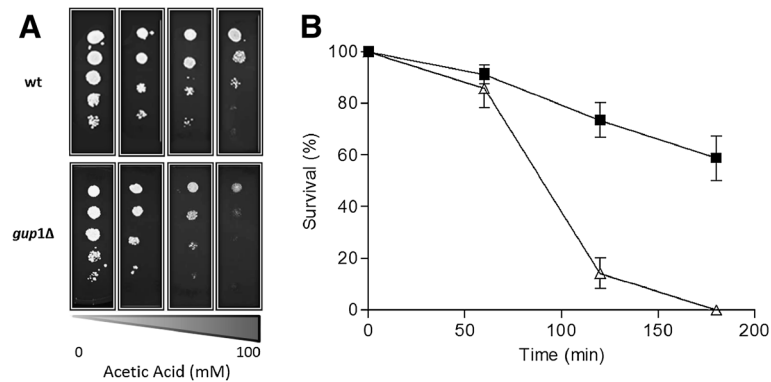 A
wt
gup1Δ
0
100
Acetic Acid (mM)
B
Survival (%)
100
80
60
40
20
0
0
50
100
150
200
Time (min)